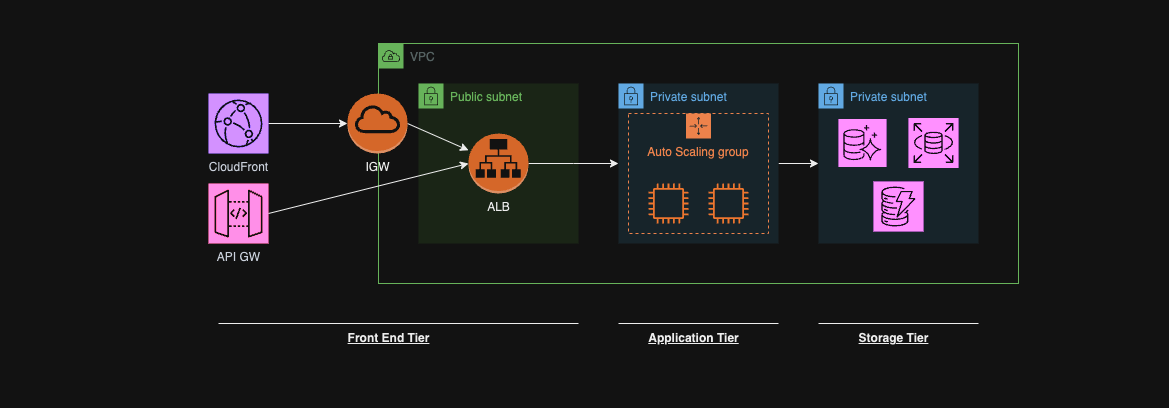 VPC
Public subnet
Private subnet
Private subnet
Auto Scaling group
CloudFront
IGW
ALB
API GW
Front End Tier
Application Tier
Storage Tier